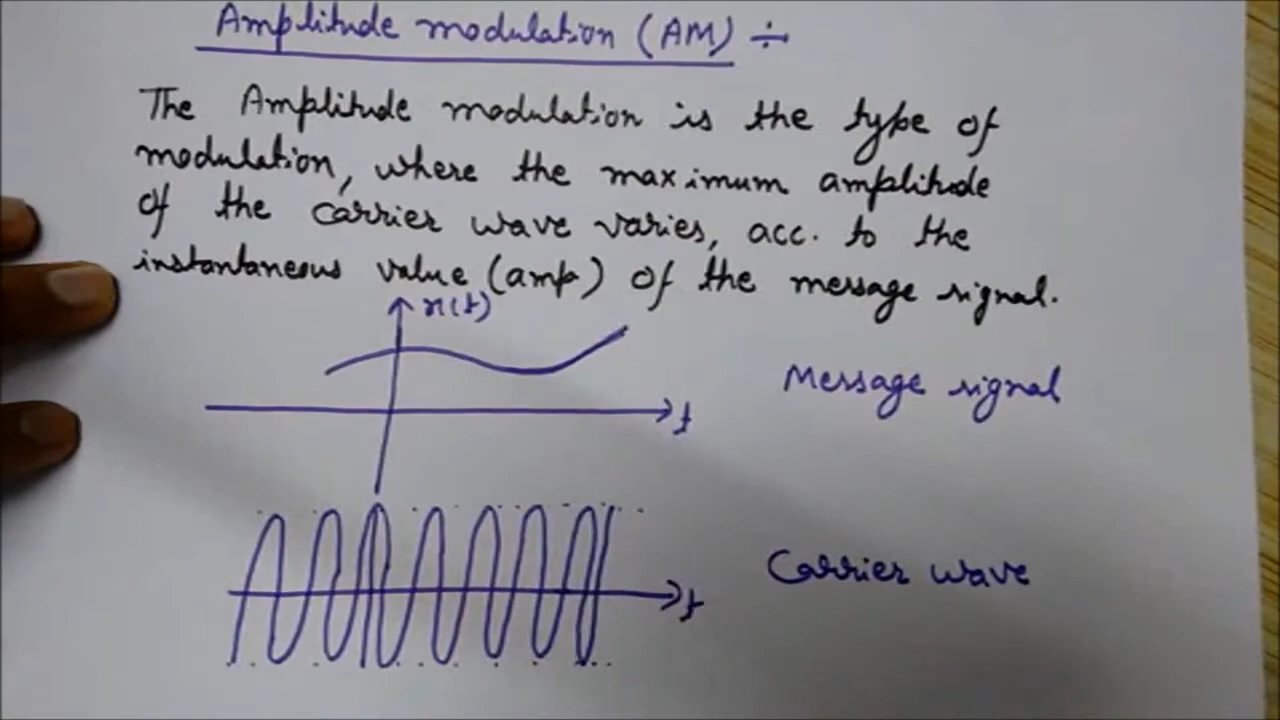 Amplitude modulation (AM) ÷
The Amplitude modulation is the type of
modulation, where the maximum amplitude
of the carrier wave varies, acc. to the
instantaneous value (amp) of the message signal.
x(t)
Message signal
t
Carrier wave
t